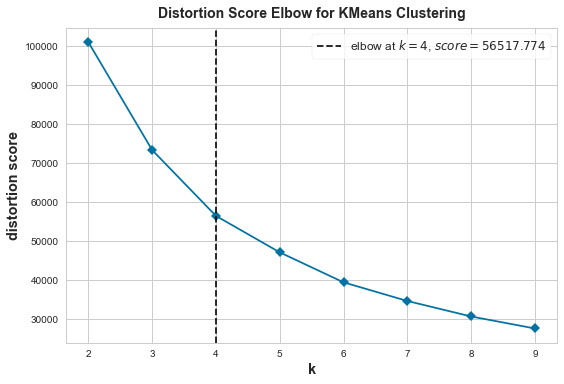 Distortion Score Elbow for KMeans Clustering
elbow at k = 4, score = 56517.774
100000
90000
80000
70000
60000
50000
40000
30000
distortion score
2 3 4 5 6 7 8 9
k